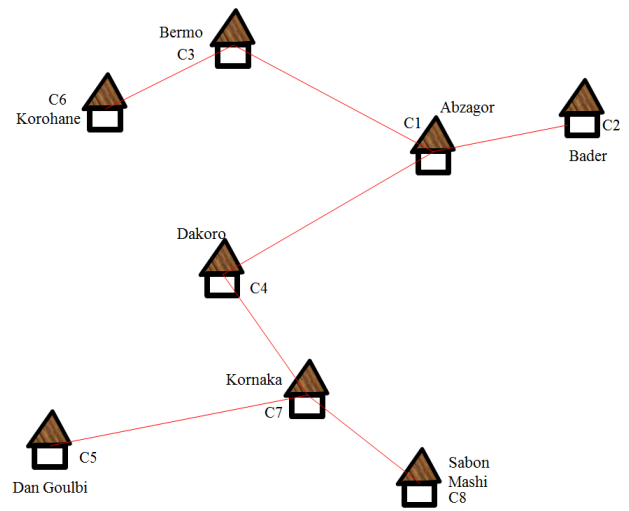 Bermo
C3
C6
Korohane
Abzagor
C1
C2
Bader
Dakoro
C4
Kornaka
C7
C5
Dan Goulbi
Sabon
Mashi
C8